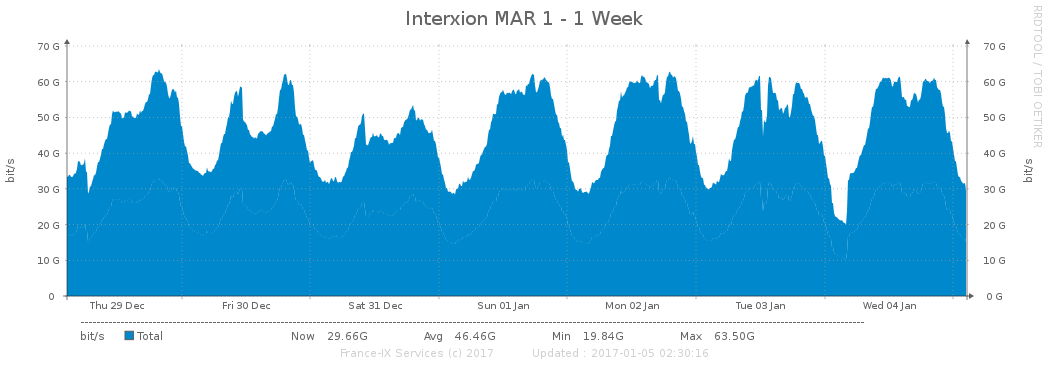 Interxion MAR 1 - 1 Week
RRDTOOL / TOBI OETIKER
bit/s
70 G 70 G
60 G 60 G
50 G 50 G
40 G 40 G
30 G 30 G
20 G 20 G
10 G 10 G
0 0 G
bit/s
Thu 29 Dec Fri 30 Dec Sat 31 Dec Sun 01 Jan Mon 02 Jan Tue 03 Jan Wed 04 Jan
bit/s Total Now 29.66G Avg 46.46G Min 19.84G Max 63.50G
France-IX Services (c) 2017 Updated : 2017-01-05 02:30:16